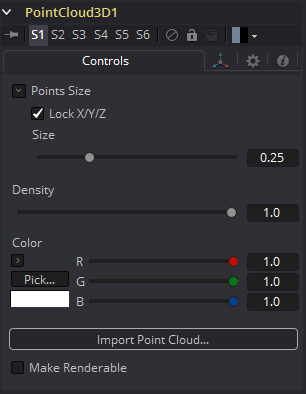 PointCloud3D1
S1 S2 S3 S4 S5 S6
Controls
Points Size
Lock X/Y/Z
Size
0.25
Density
1.0
Color
R 1.0
Pick... G 1.0
B 1.0
Import Point Cloud...
Make Renderable